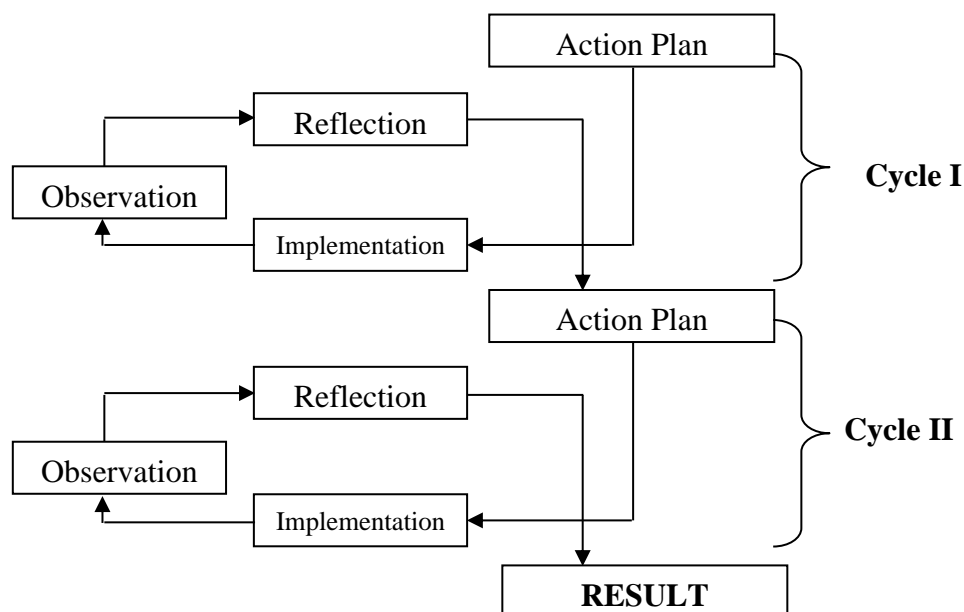 Action Plan
Reflection
Cycle I
Observation
Implementation
Action Plan
Reflection
Cycle II
Observation
Implementation
RESULT